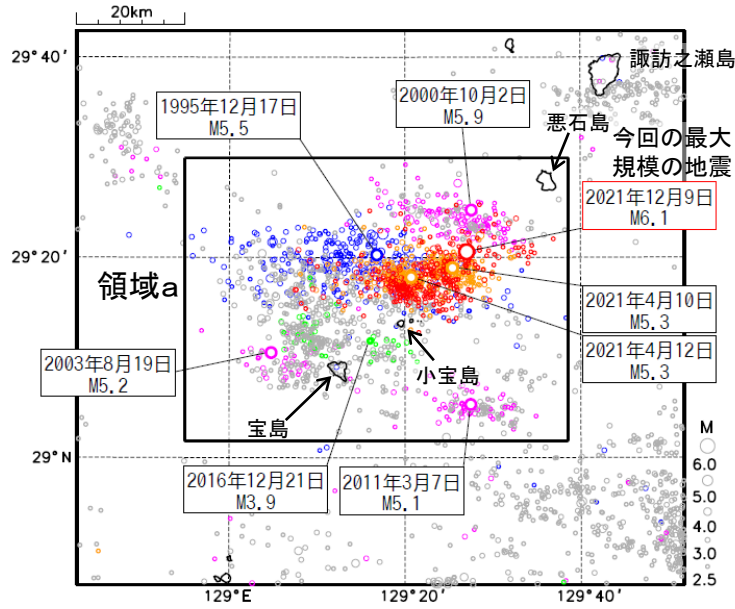 20km
29°40′
諏訪之瀬島
1995年12月17日
M5.5
2000年10月2日
M5.9
悪石島
今回の最大
規模の地震
2021年12月9日
M6.1
29°20′
領域a
2021年4月10日
M5.3
2021年4月12日
M5.3
2003年8月19日
M5.2
小宝島
宝島
29°N
2016年12月21日
M3.9
2011年3月7日
M5.1
M
6.0
5.0
4.0
3.0
2.5
129°E
129°20′
129°40′